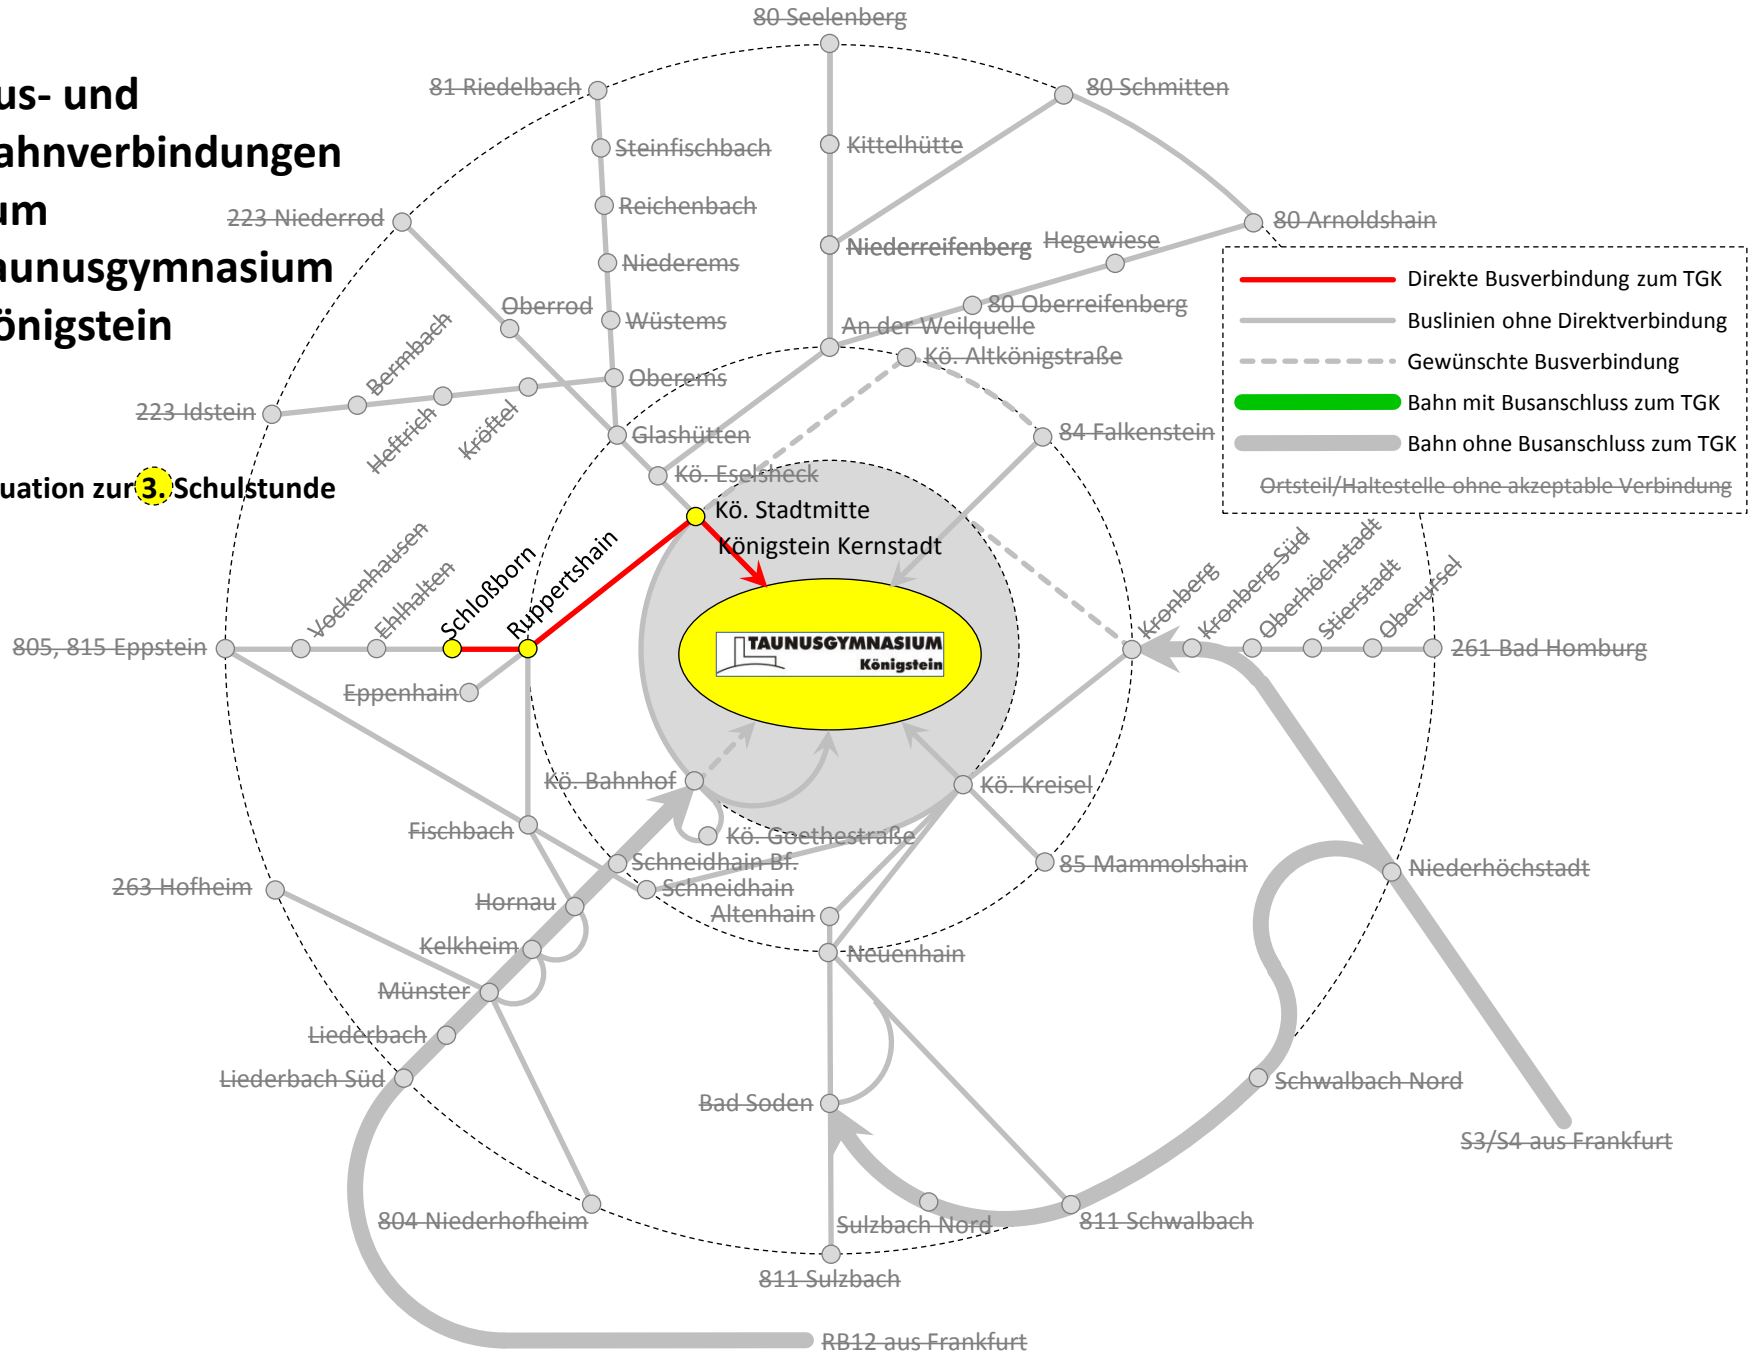 us- und
ahnverbindungen
um
aunusgymnasium
önigstein
uation zur 3. Schulstunde
80 Seelenberg
81 Riedelbach
80 Schmitten
Steinfischbach
Kittelhütte
Reichenbach
223 Niederrod
80 Arnoldshain
Niederreifenberg
Hegewiese
Niederems
Oberrod
80 Oberreifenberg
Wüstems
An der Weilquelle
Kö. Altkönigstraße
Bermbach
Oberems
223 Idstein
Heftrich
Kröftel
Glashütten
84 Falkenstein
Kö. Eselsheck
Direkte Busverbindung zum TGK
Buslinien ohne Direktverbindung
Gewünschte Busverbindung
Bahn mit Busanschluss zum TGK
Bahn ohne Busanschluss zum TGK
Ortsteil/Haltestelle ohne akzeptable Verbindung
Kö. Stadtmitte
Königstein Kernstadt
Vockenhausen
Ehlhalten
Schloßborn
Ruppertshain
805, 815 Eppstein
Eppenhain
TAUNUSGYMNASIUM
Königstein
Kronberg
Kronberg Süd
Oberhöchstadt
Stierstadt
Oberursel
261 Bad Homburg
Kö. Bahnhof
Kö. Kreisel
Fischbach
Kö. Goethestraße
Schneidhain Bf.
85 Mammolshain
Niederhöchstadt
263 Hofheim
Schneidhain
Hornau
Altenhain
Kelkheim
Neuenhain
Münster
Liederbach
Liederbach Süd
Schwalbach Nord
Bad Soden
S3/S4 aus Frankfurt
804 Niederhofheim
Sulzbach Nord
811 Schwalbach
811 Sulzbach
RB12 aus Frankfurt